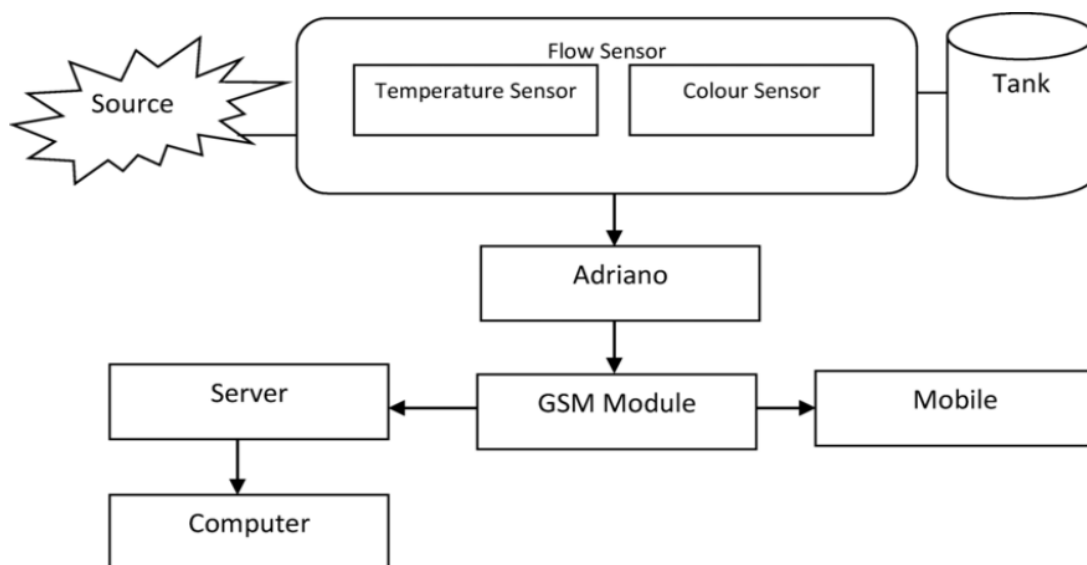 Flow Sensor
Source
Temperature Sensor
Colour Sensor
Tank
Adriano
Server
GSM Module
Mobile
Computer